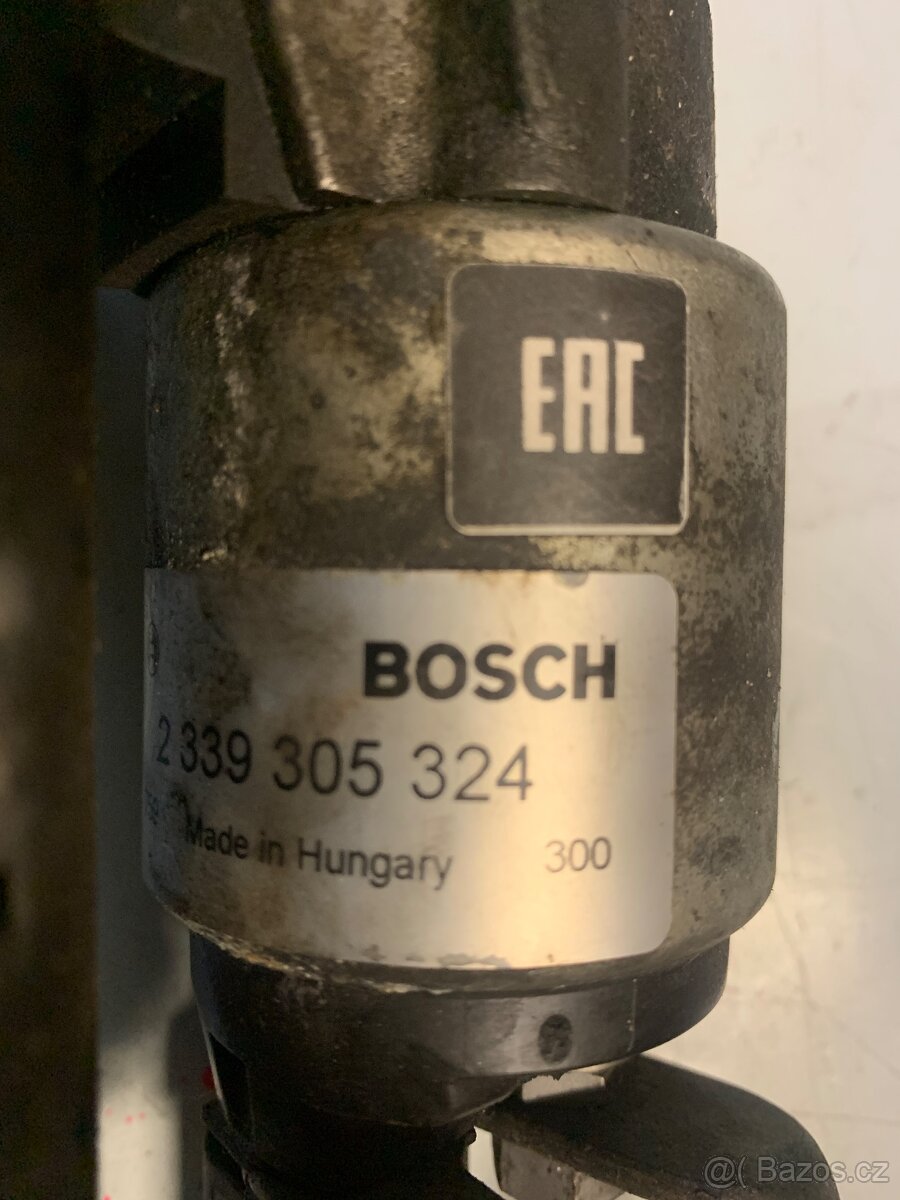 EAC
BOSCH
2 339 305 324
Made in Hungary 300
@( Bazos.cz